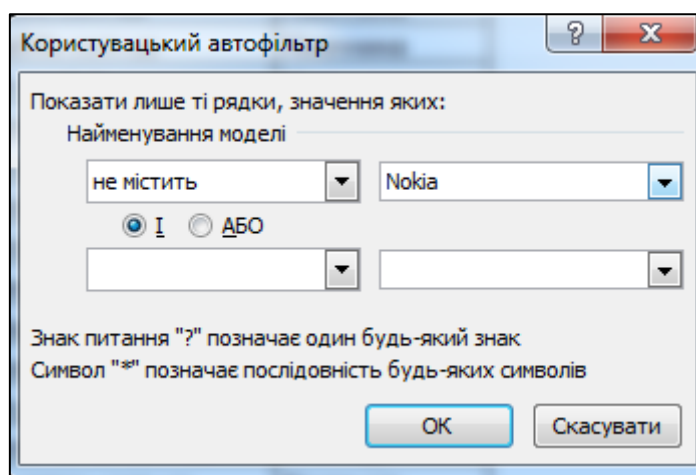 Користувацький автофільтр
Показати лише ті рядки, значення яких:
Найменування моделі
не містить Nokia
І АБО
Знак питання "?" позначає один будь-який знак
Символ "*" позначає послідовність будь-яких символів
OK Скасувати